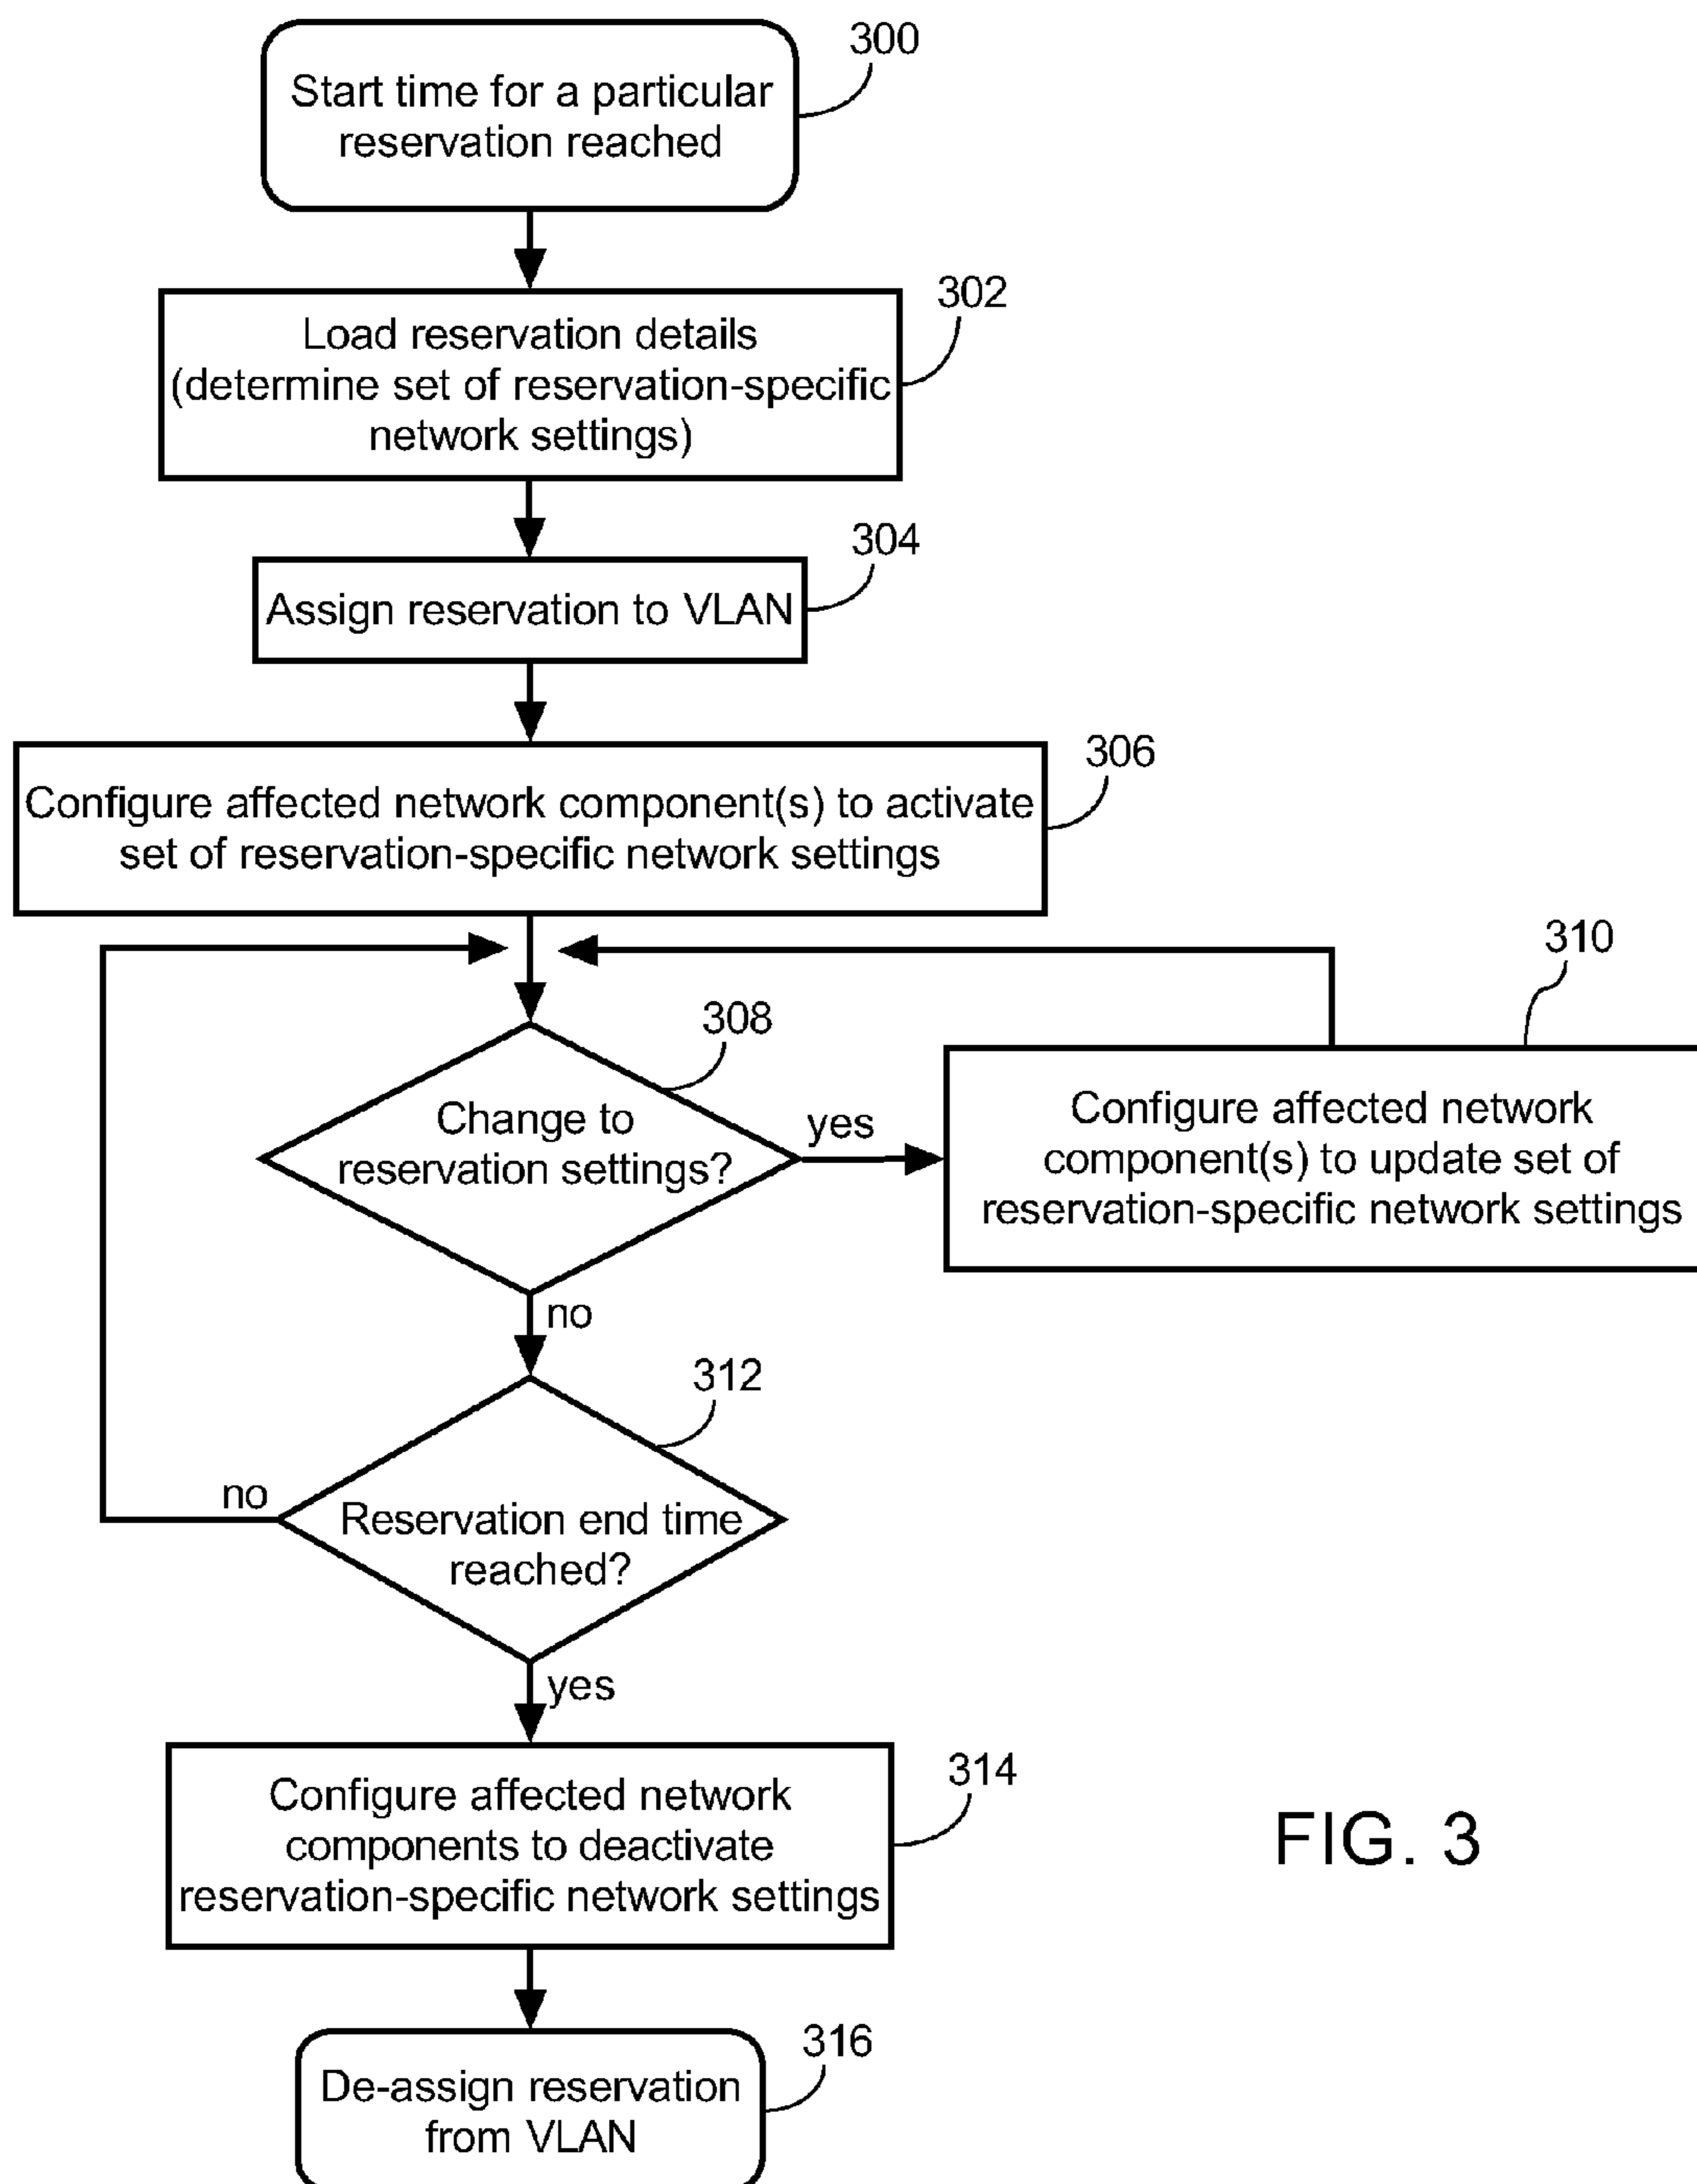 300
Start time for a particular
reservation reached
302
Load reservation details
(determine set of reservation-specific
network settings)
304
Assign reservation to VLAN
306
Configure affected network component(s) to activate
set of reservation-specific network settings
310
308
Change to
reservation settings?
yes
Configure affected network
component(s) to update set of
reservation-specific network settings
no
312
no
Reservation end time
reached?
yes
314
Configure affected network
components to deactivate
reservation-specific network settings
FIG. 3
316
De-assign reservation
from VLAN